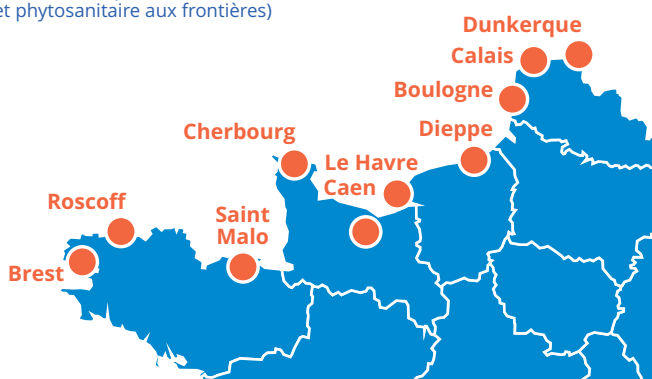 et phytosanitaire aux frontières)
Dunkerque
Calais
Boulogne
Dieppe
Cherbourg
Le Havre
Caen
Roscoff
Saint
Malo
Brest